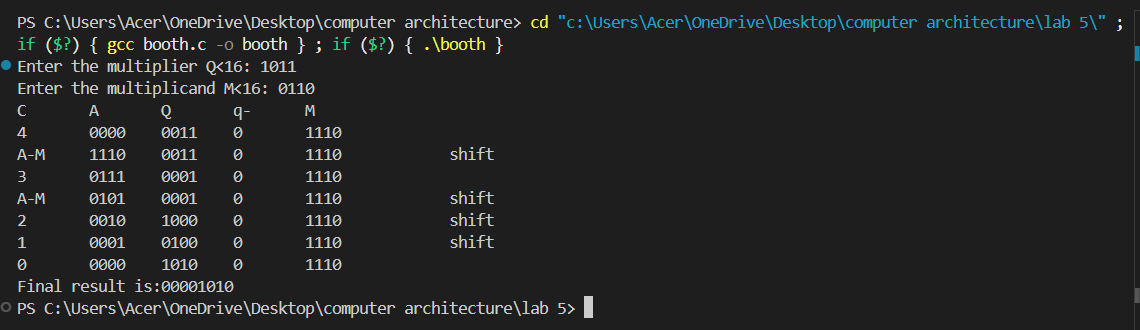 PS C:\Users\Acer\OneDrive\Desktop\computer architecture> cd "c:\Users\Acer\OneDrive\Desktop\computer architecture\lab 5\" ;
if ($?) { gcc booth.c -o booth } ; if ($?) { .\booth }
Enter the multiplier Q<16: 1011
Enter the multiplicand M<16: 0110
C A Q q- M
4 0000 0011 0 1110
A-M 1110 0011 0 1110 shift
3 0111 0001 0 1110
A-M 0101 0001 0 1110 shift
2 0010 1000 0 1110 shift
1 0001 0100 0 1110 shift
0 0000 1010 0 1110
Final result is:00001010
PS C:\Users\Acer\OneDrive\Desktop\computer architecture\lab 5>